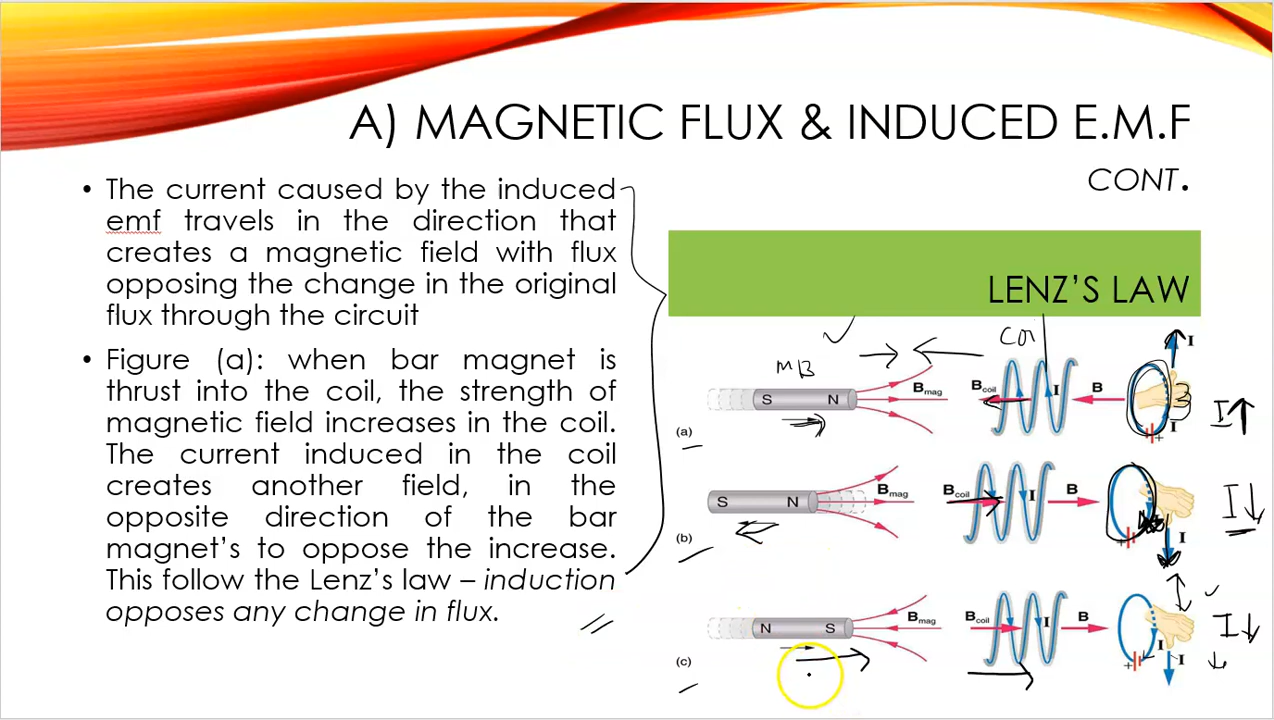 A) MAGNETIC FLUX & INDUCED E.M.F
CONT.
• The current caused by the induced
emf travels in the direction that
creates a magnetic field with flux
opposing the change in the original
flux through the circuit
• Figure (a): when bar magnet is
thrust into the coil, the strength of
magnetic field increases in the coil.
The current induced in the coil
creates another field, in the
opposite direction of the bar
magnet's to oppose the increase.
This follow the Lenz's law – induction
opposes any change in flux.
LENZ'S LAW
MB
S N
Bmag
Bcoil
I
B
I
I
+
I↑
(a)
S N
Bmag
Bcoil
I
B
I
+
I↓
(b)
N S
Bmag
Bcoil
I
B
I
I
+
I↓
(c)